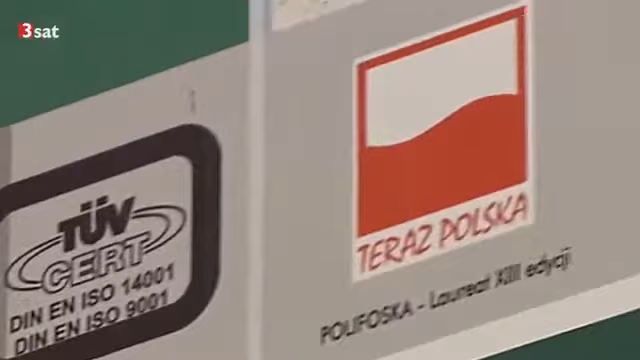 3sat
TÜV
CERT
DIN EN ISO 14001
DIN EN ISO 9001
TERAZ POLSKA
POLIFOSKA - Laureat XIII edycji